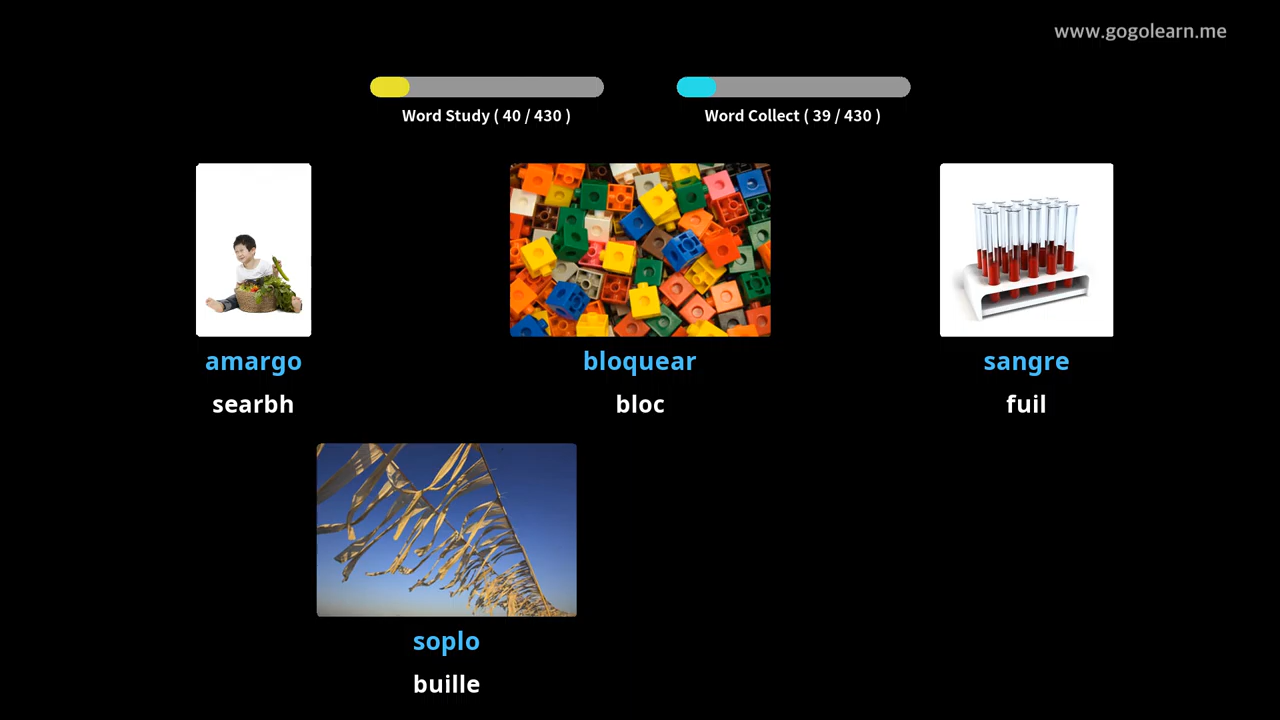 www.gogolearn.me
Word Study ( 40 / 430 )
Word Collect ( 39 / 430 )
amargo
searbh
bloquear
bloc
sangre
fuil
soplo
buille